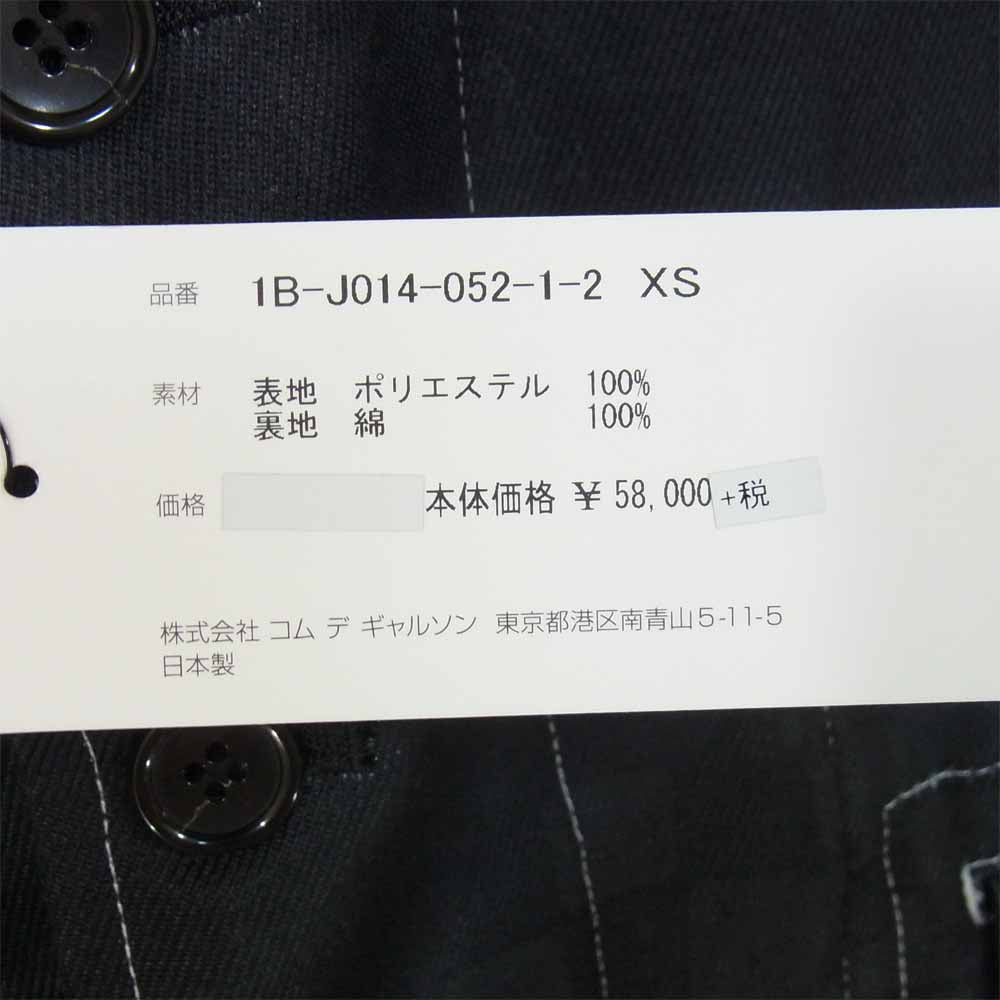 品番 1B-J014-052-1-2 XS
素材 表地 ポリエステル 100%
裏地 綿 100%
価格 本体価格 ¥ 58,000 +税
株式会社 コム デ ギャルソン 東京都港区南青山5-11-5
日本製